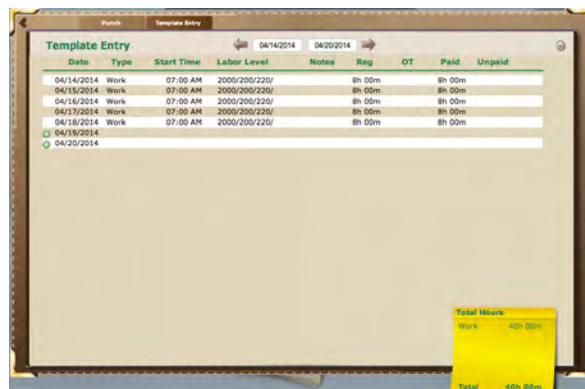 Punch Template Entry
Template Entry 04/14/2014 04/20/2014
Date Type Start Time Labor Level Notes Reg OT Paid Unpaid
04/14/2014 Work 07:00 AM 2000/200/220/ 8h 00m 8h 00m
04/15/2014 Work 07:00 AM 2000/200/220/ 8h 00m 8h 00m
04/16/2014 Work 07:00 AM 2000/200/220/ 8h 00m 8h 00m
04/17/2014 Work 07:00 AM 2000/200/220/ 8h 00m 8h 00m
04/18/2014 Work 07:00 AM 2000/200/220/ 8h 00m 8h 00m
04/19/2014
04/20/2014
Total Hours
Work 40h 00m
Total 40h 00m